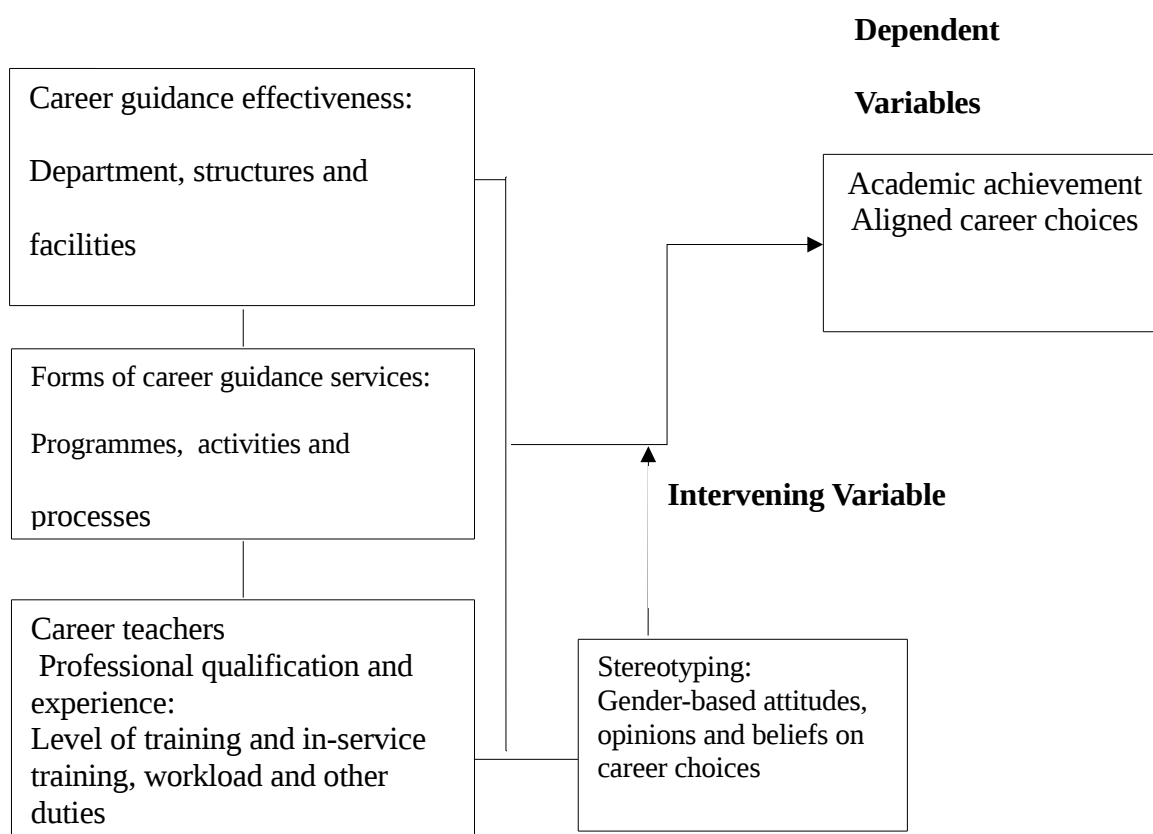 Dependent
Variables
Career guidance effectiveness:
Department, structures and
facilities
Academic achievement
Aligned career choices
Forms of career guidance services:
Programmes, activities and
processes
Intervening Variable
Career teachers
Professional qualification and
experience:
Level of training and in-service
training, workload and other
duties
Stereotyping:
Gender-based attitudes,
opinions and beliefs on
career choices